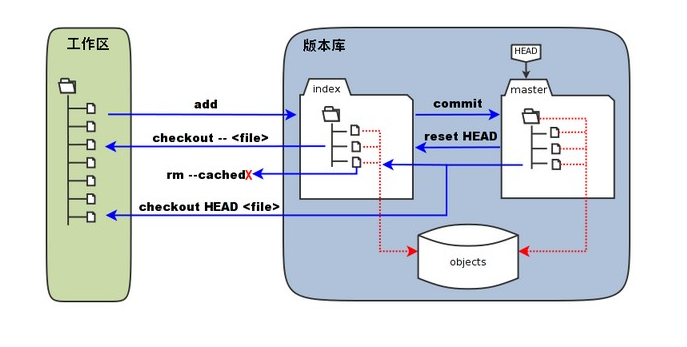 工作区
版本库
HEAD
index
master
add
commit
checkout -- <file>
reset HEAD
rm --cached
X
checkout HEAD <file>
objects